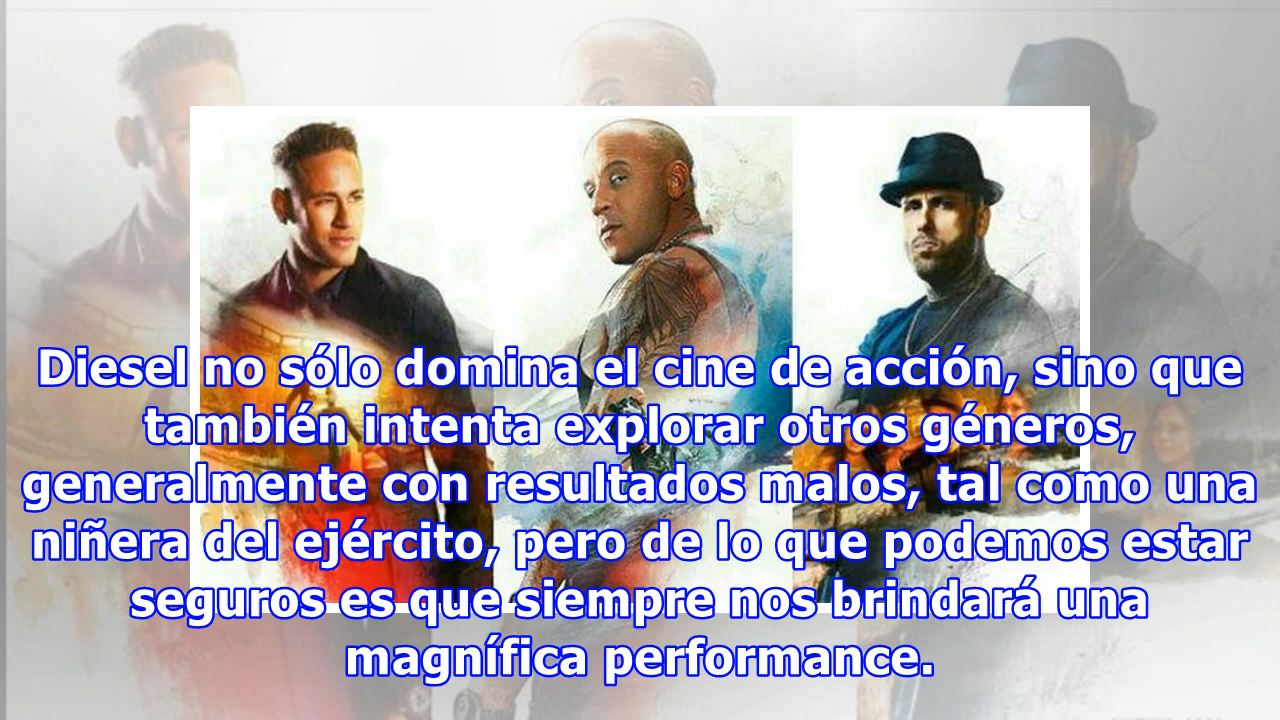 Diesel no sólo domina el cine de acción, sino que
también intenta explorar otros géneros,
generalmente con resultados malos, tal como una
niñera del ejército, pero de lo que podemos estar
seguros es que siempre nos brindará una
magnífica performance.